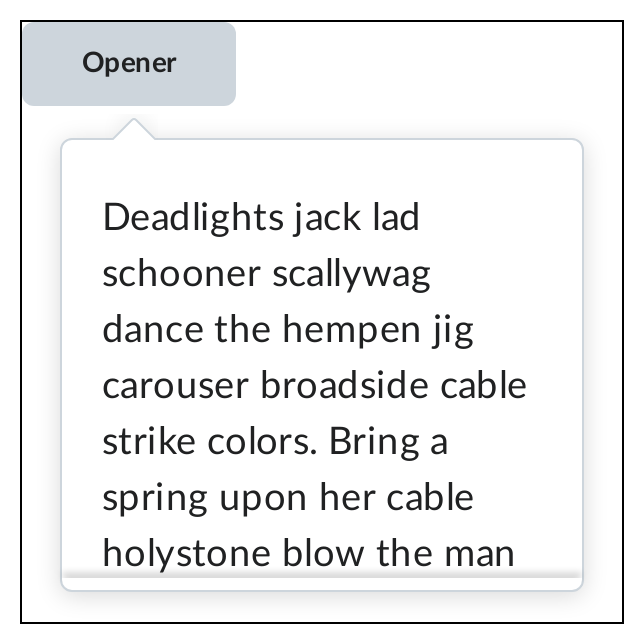 Opener
Deadlights jack lad
schooner scallywag
dance the hempen jig
carouser broadside cable
strike colors. Bring a
spring upon her cable
holystone blow the man